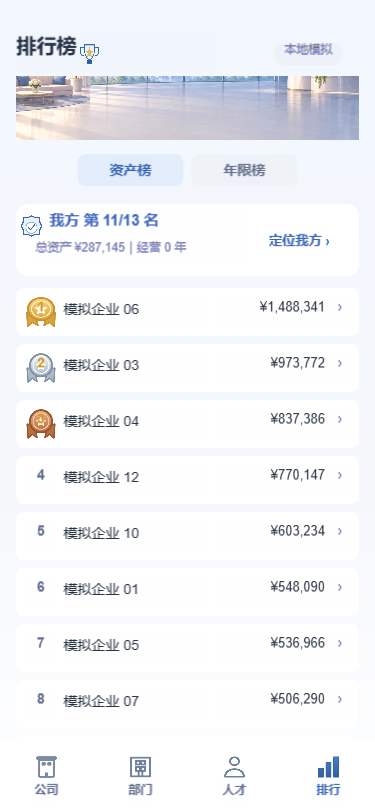 排行榜
本地模拟
资产榜 年限榜
我方 第 11/13 名
总资产 ¥287,145 | 经营 0 年
定位我方 ›
模拟企业 06 ¥1,488,341 ›
2 模拟企业 03 ¥973,772 ›
模拟企业 04 ¥837,386 ›
4 模拟企业 12 ¥770,147 ›
5 模拟企业 10 ¥603,234 ›
6 模拟企业 01 ¥548,090 ›
7 模拟企业 05 ¥536,966 ›
8 模拟企业 07 ¥506,290 ›
公司 部门 人才 排行